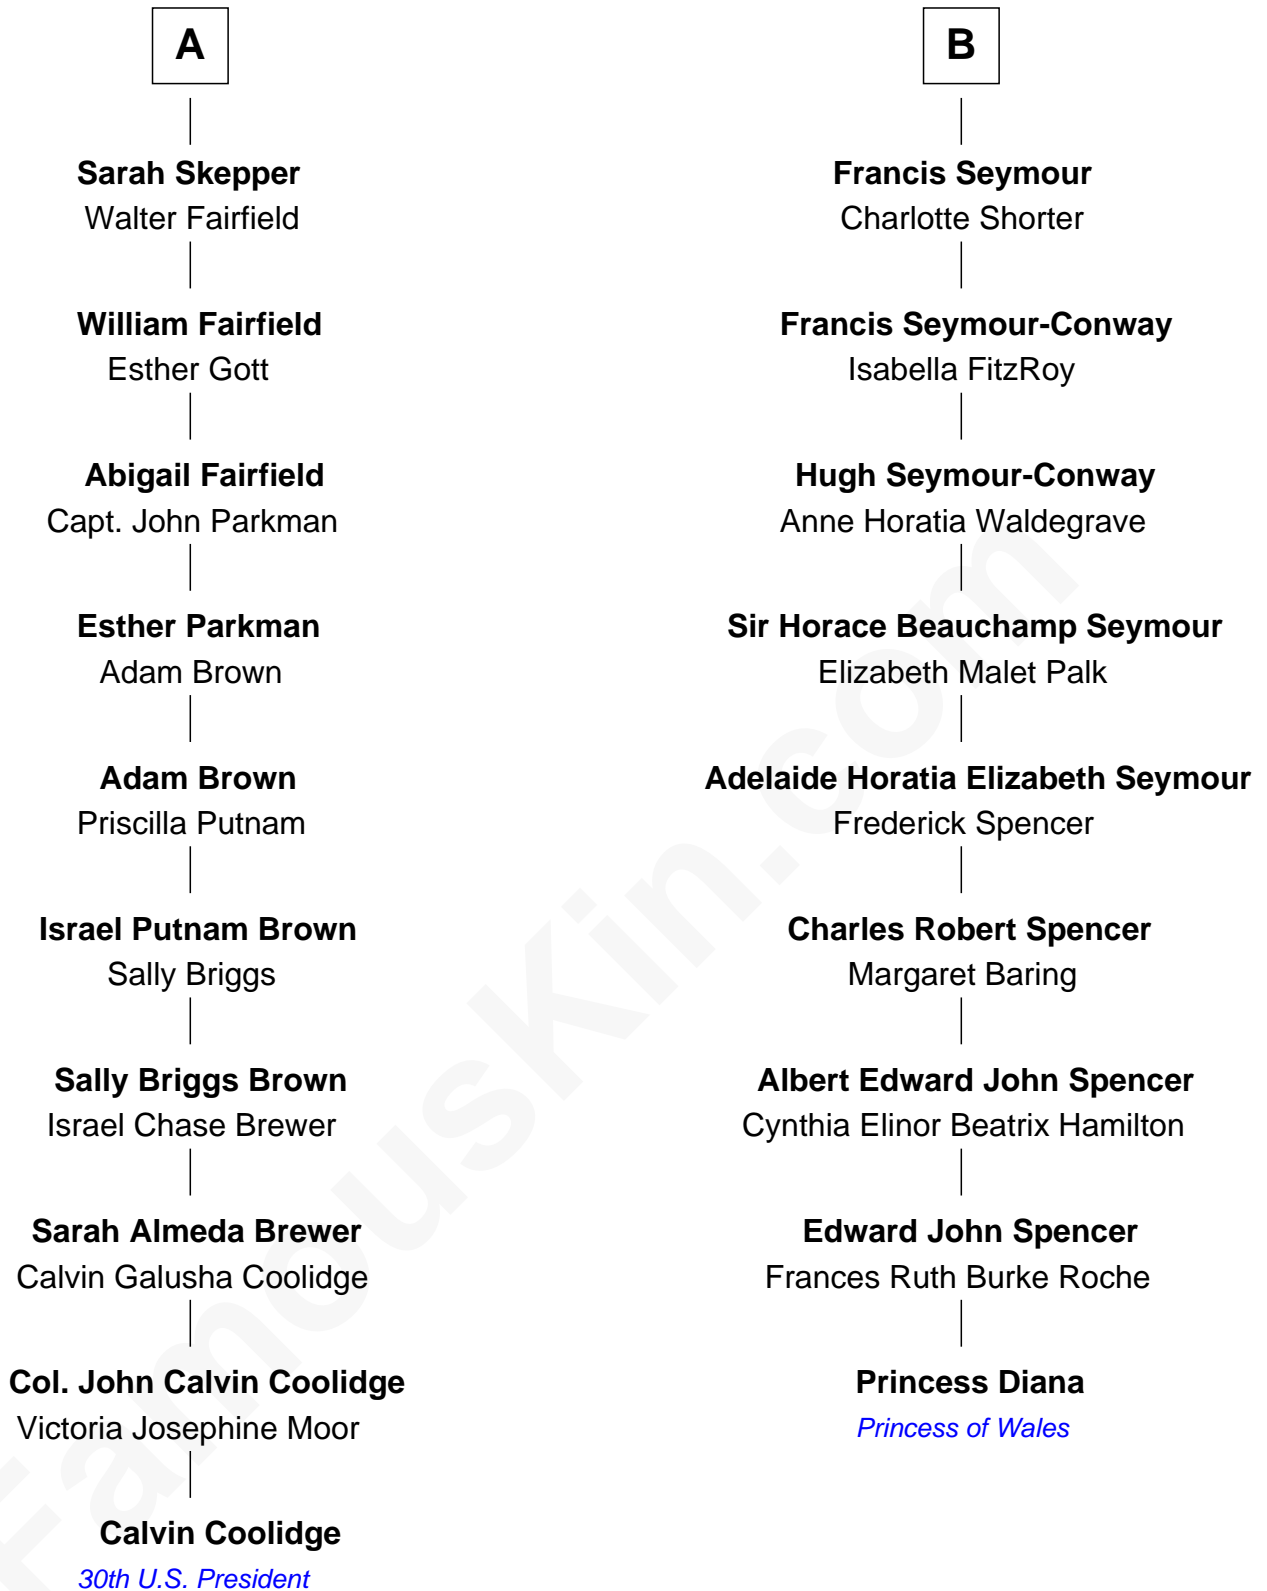 A
Sarah Skepper
Walter Fairfield
William Fairfield
Esther Gott
Abigail Fairfield
Capt. John Parkman
Esther Parkman
Adam Brown
Adam Brown
Priscilla Putnam
Israel Putnam Brown
Sally Briggs
Sally Briggs Brown
Israel Chase Brewer
Sarah Almeda Brewer
Calvin Galusha Coolidge
Col. John Calvin Coolidge
Victoria Josephine Moor
Calvin Coolidge
30th U.S. President
B
Francis Seymour
Charlotte Shorter
Francis Seymour-Conway
Isabella FitzRoy
Hugh Seymour-Conway
Anne Horatia Waldegrave
Sir Horace Beauchamp Seymour
Elizabeth Malet Palk
Adelaide Horatia Elizabeth Seymour
Frederick Spencer
Charles Robert Spencer
Margaret Baring
Albert Edward John Spencer
Cynthia Elinor Beatrix Hamilton
Edward John Spencer
Frances Ruth Burke Roche
Princess Diana
Princess of Wales
FamousKin.com